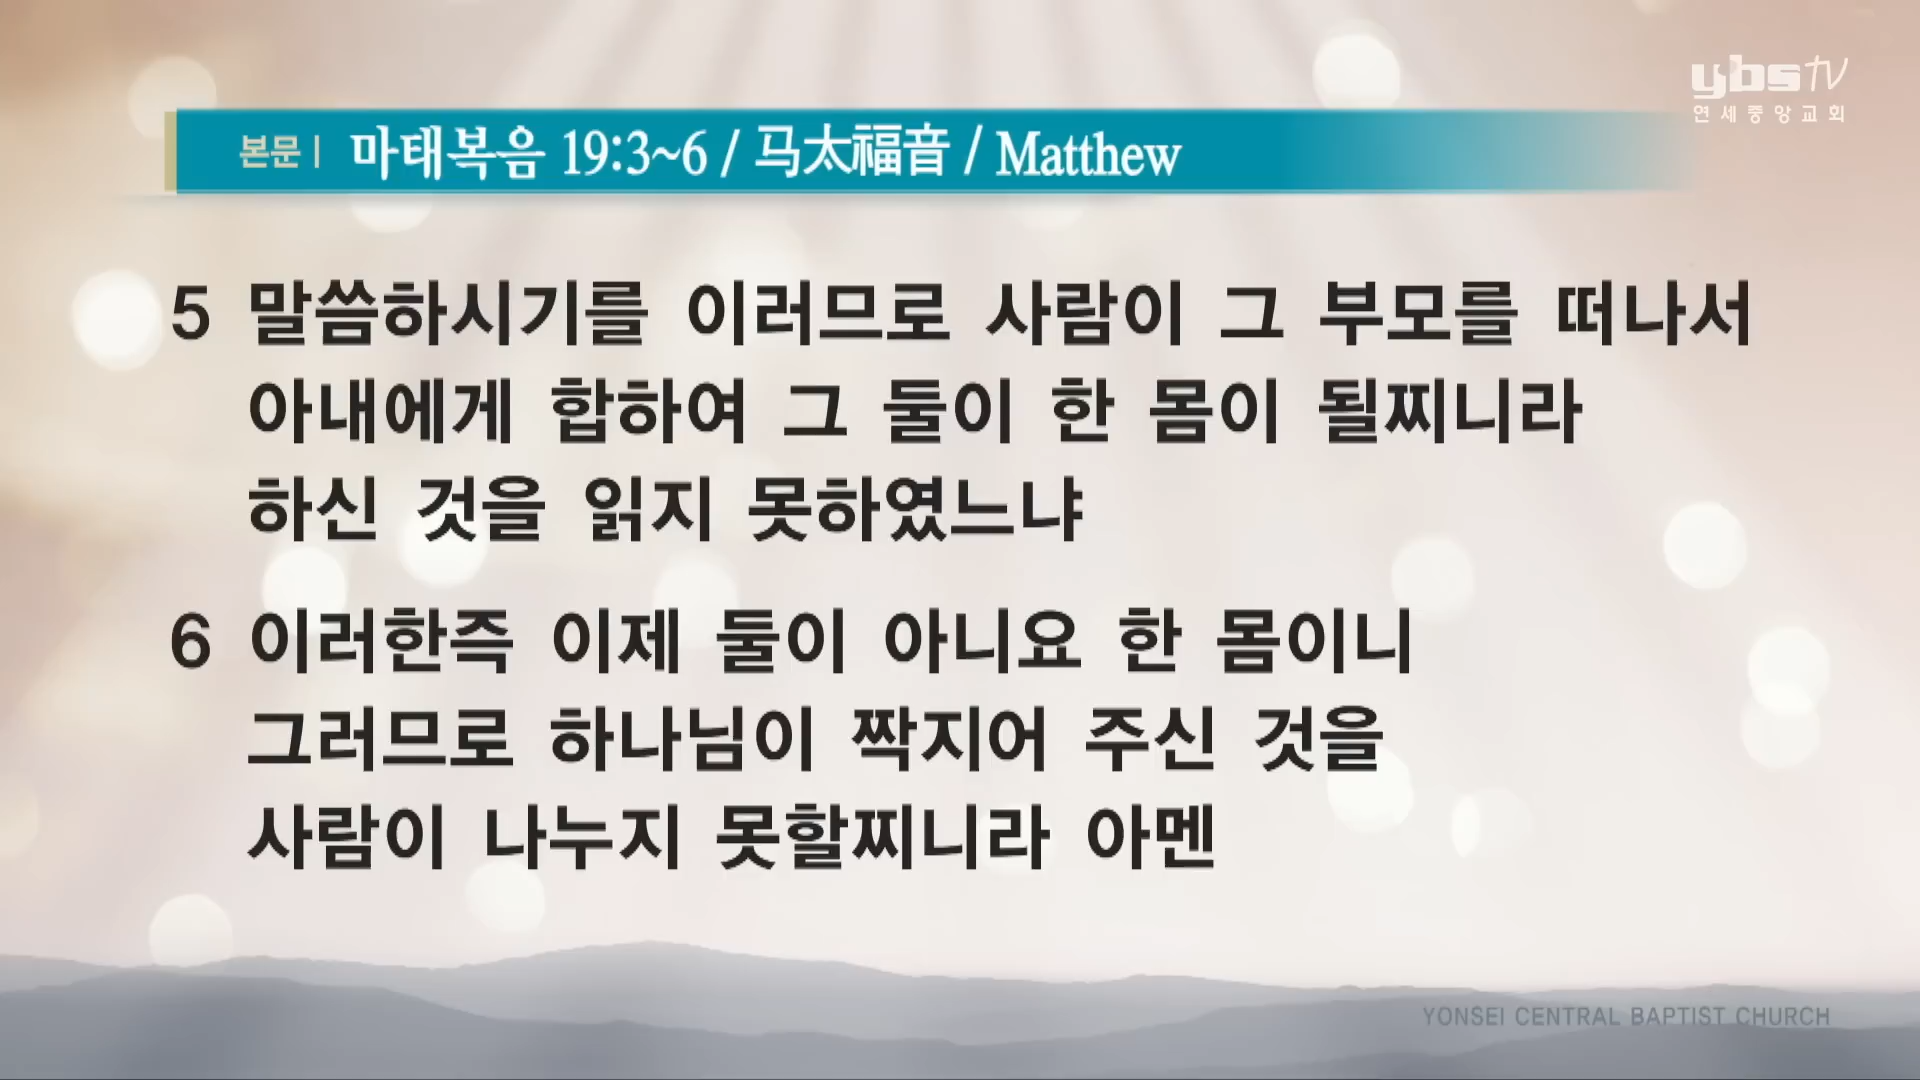 ybstv
연세중앙교회
본문 | 마태복음 19:3~6 / 马太福音 / Matthew
5 말씀하시기를 이러므로 사람이 그 부모를 떠나서
아내에게 합하여 그 둘이 한 몸이 될찌니라
하신 것을 읽지 못하였느냐
6 이러한즉 이제 둘이 아니요 한 몸이니
그러므로 하나님이 짝지어 주신 것을
사람이 나누지 못할찌니라 아멘
YONSEI CENTRAL BAPTIST CHURCH